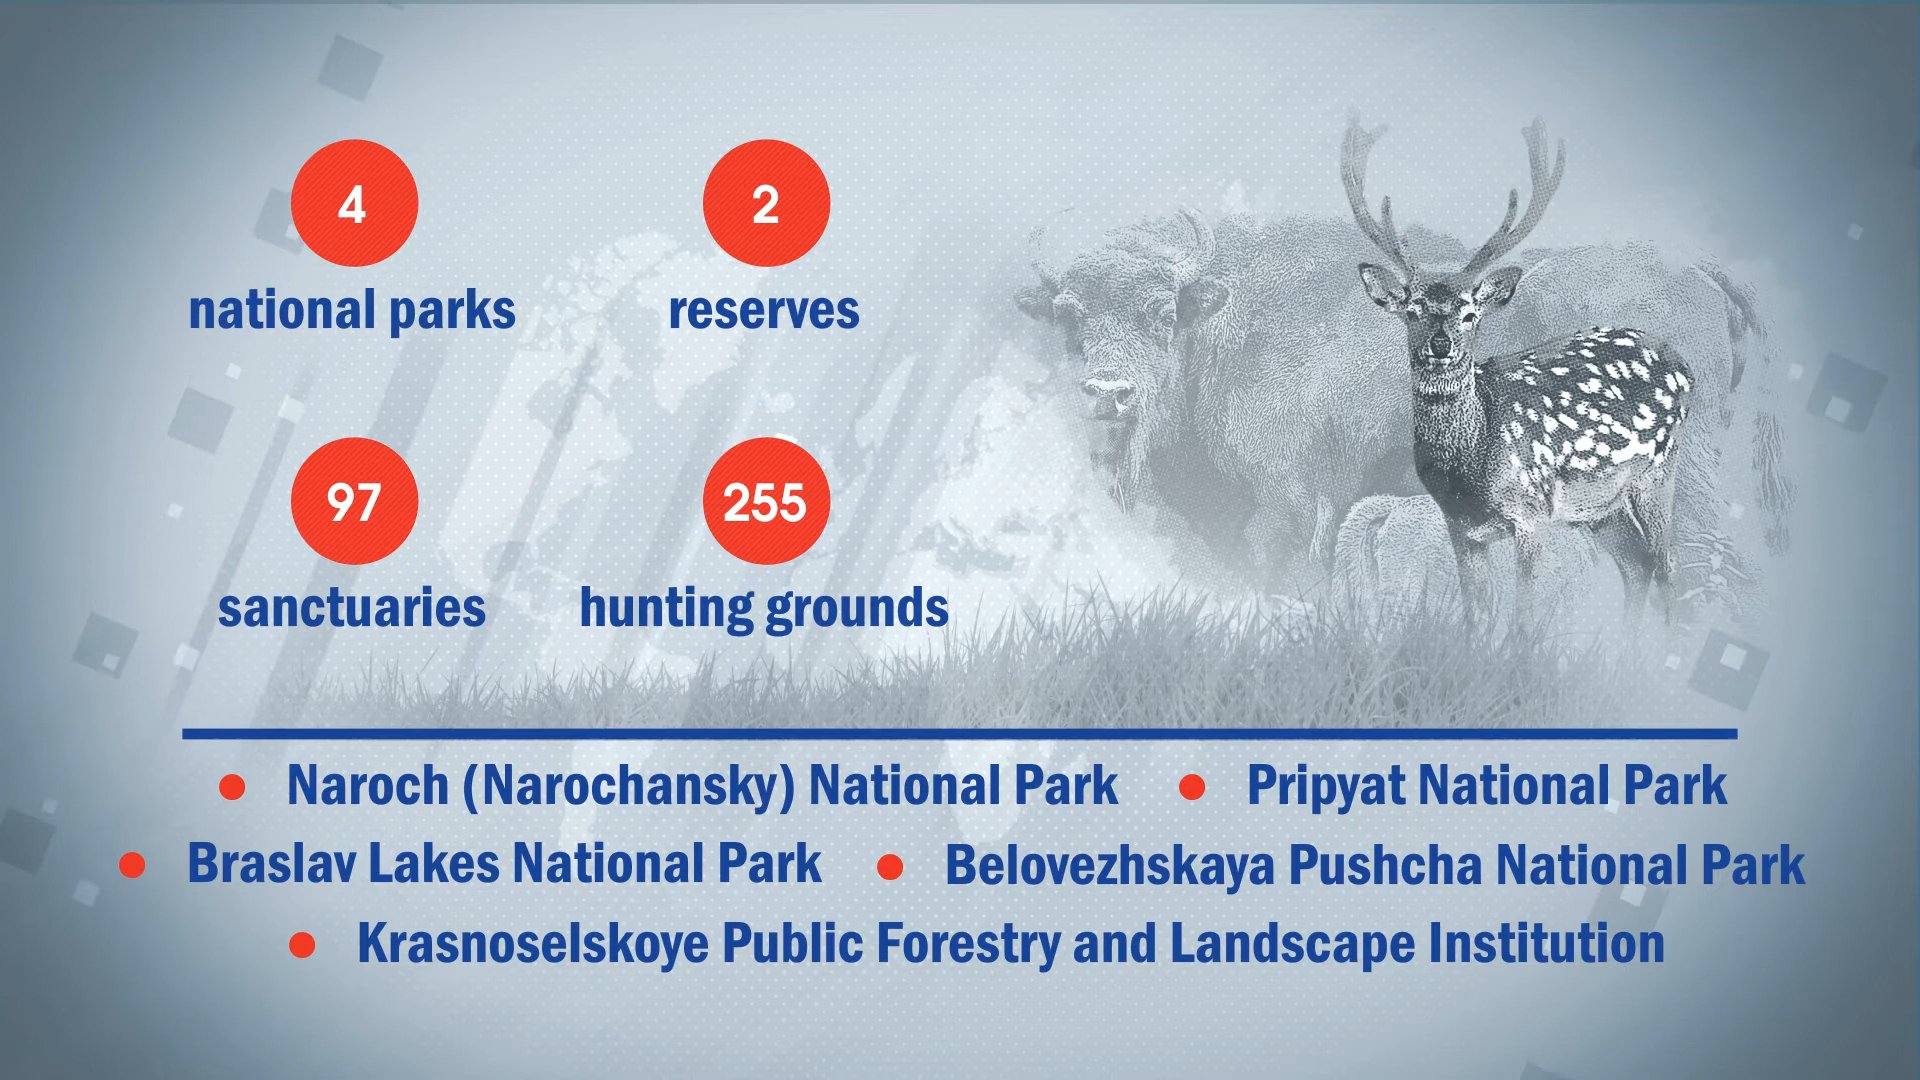 4
national parks
2
reserves
97
sanctuaries
255
hunting grounds
• Naroch (Narochansky) National Park • Pripyat National Park
• Braslav Lakes National Park • Belovezhskaya Pushcha National Park
• Krasnoselskoye Public Forestry and Landscape Institution